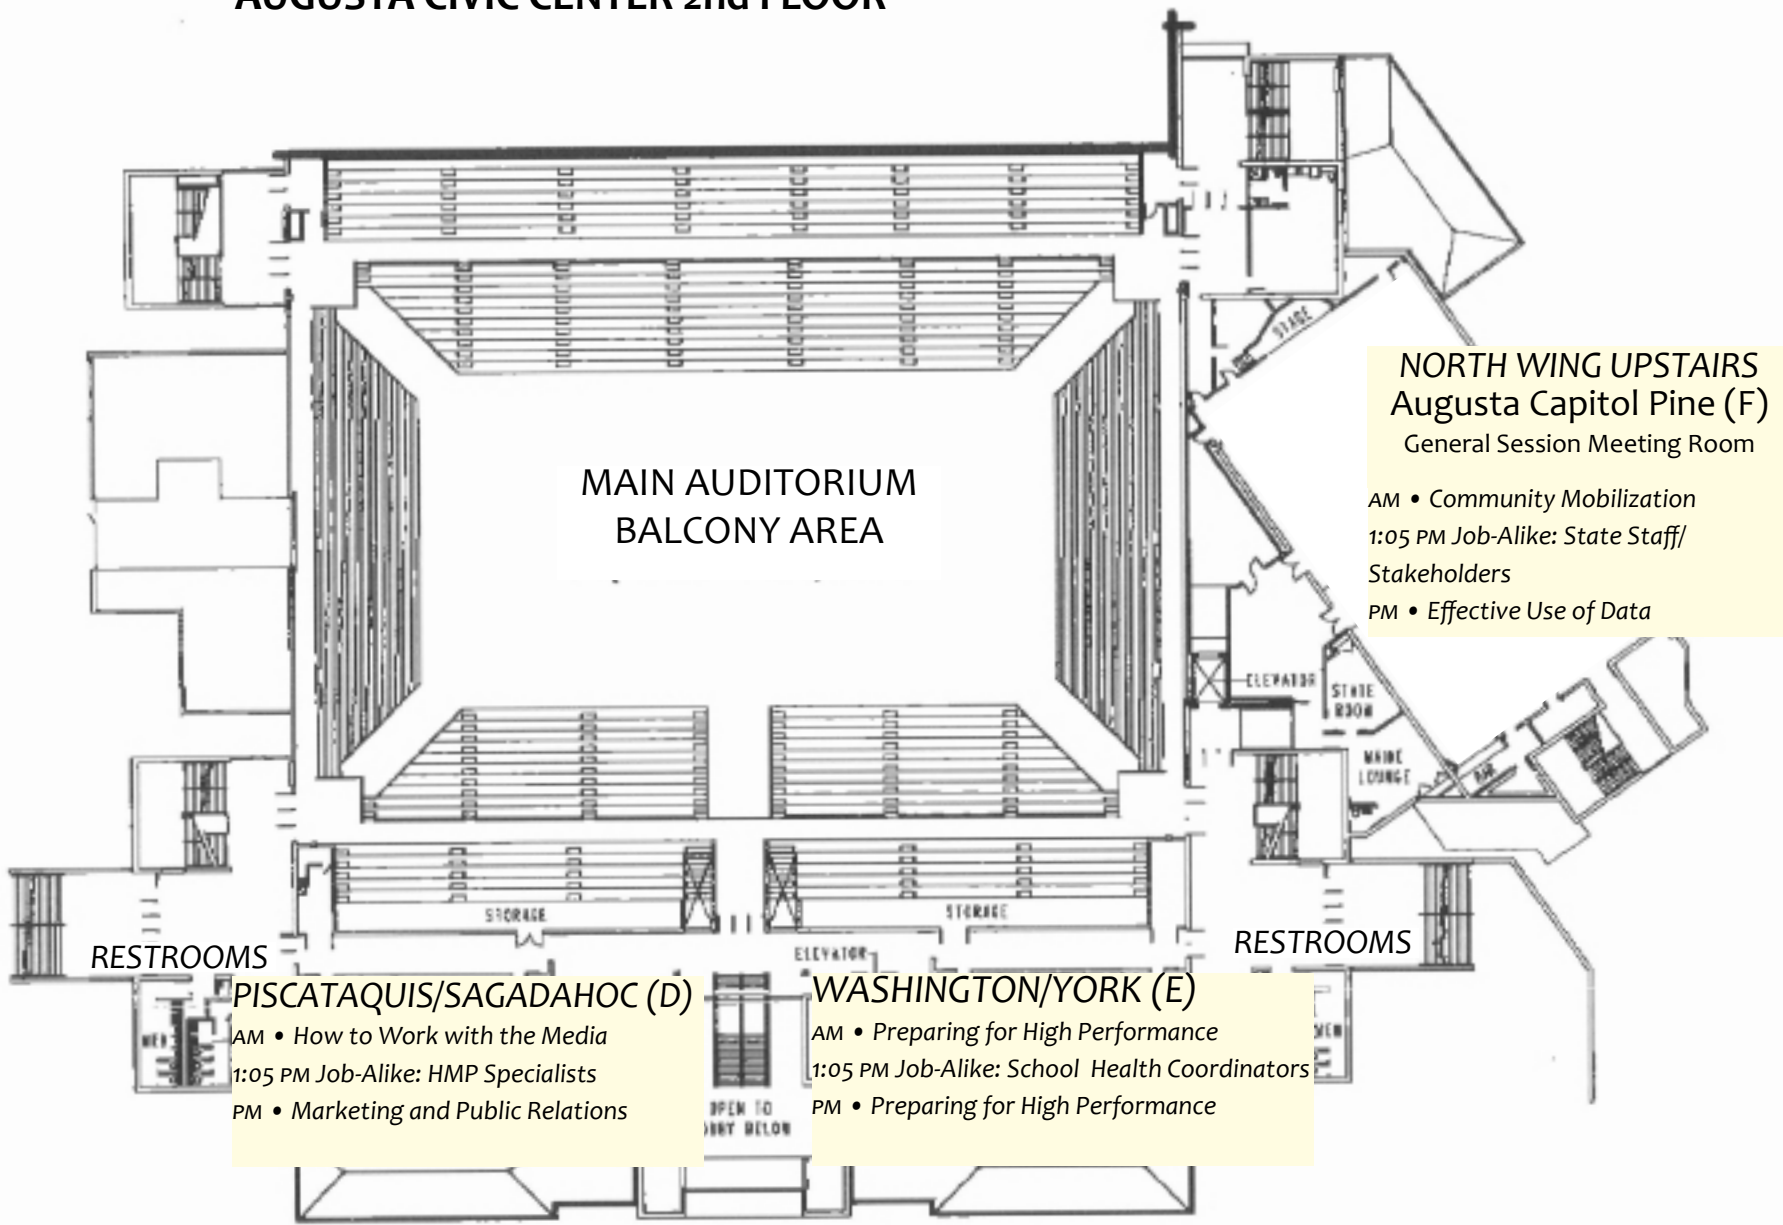 AUGUSTA CIVIC CENTER 2nd FLOOR
STAGE
NORTH WING UPSTAIRS
Augusta Capitol Pine (F)
General Session Meeting Room
AM • Community Mobilization
1:05 PM Job-Alike: State Staff/
Stakeholders
PM • Effective Use of Data
MAIN AUDITORIUM
BALCONY AREA
ELEVATOR
STATE
ROOM
MAINE
LOUNGE
STORAGE
STORAGE
RESTROOMS
ELEVATOR
RESTROOMS
PISCATAQUIS/SAGADAHOC (D)
AM • How to Work with the Media
1:05 PM Job-Alike: HMP Specialists
PM • Marketing and Public Relations
WASHINGTON/YORK (E)
AM • Preparing for High Performance
1:05 PM Job-Alike: School Health Coordinators
PM • Preparing for High Performance
MEN
OPEN TO
BELOW